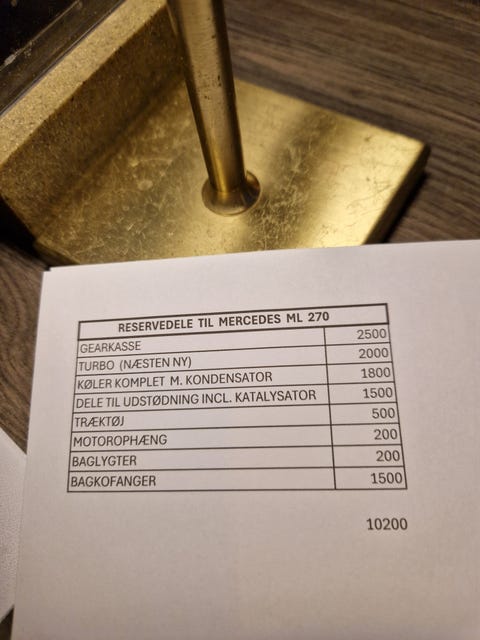 RESERVEDELE TIL MERCEDES ML 270
GEARKASSE 2500
TURBO (NÆSTEN NY) 2000
KØLER KOMPLET M. KONDENSATOR 1800
DELE TIL UDSTØDNING INCL. KATALYSATOR 1500
TRÆKTØJ 500
MOTOROPHÆNG 200
BAGLYGTER 200
BAGKOFANGER 1500
10200